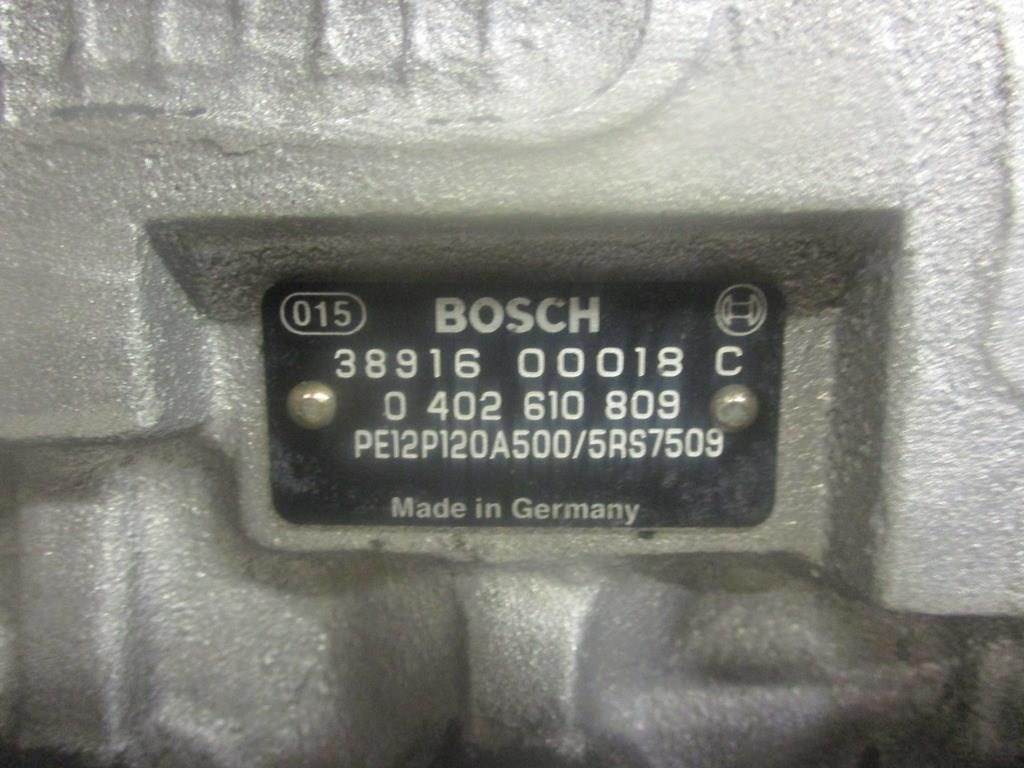 015 BOSCH
38916 00018 C
0 402 610 809
PE12P120A500/5RS7509
Made in Germany